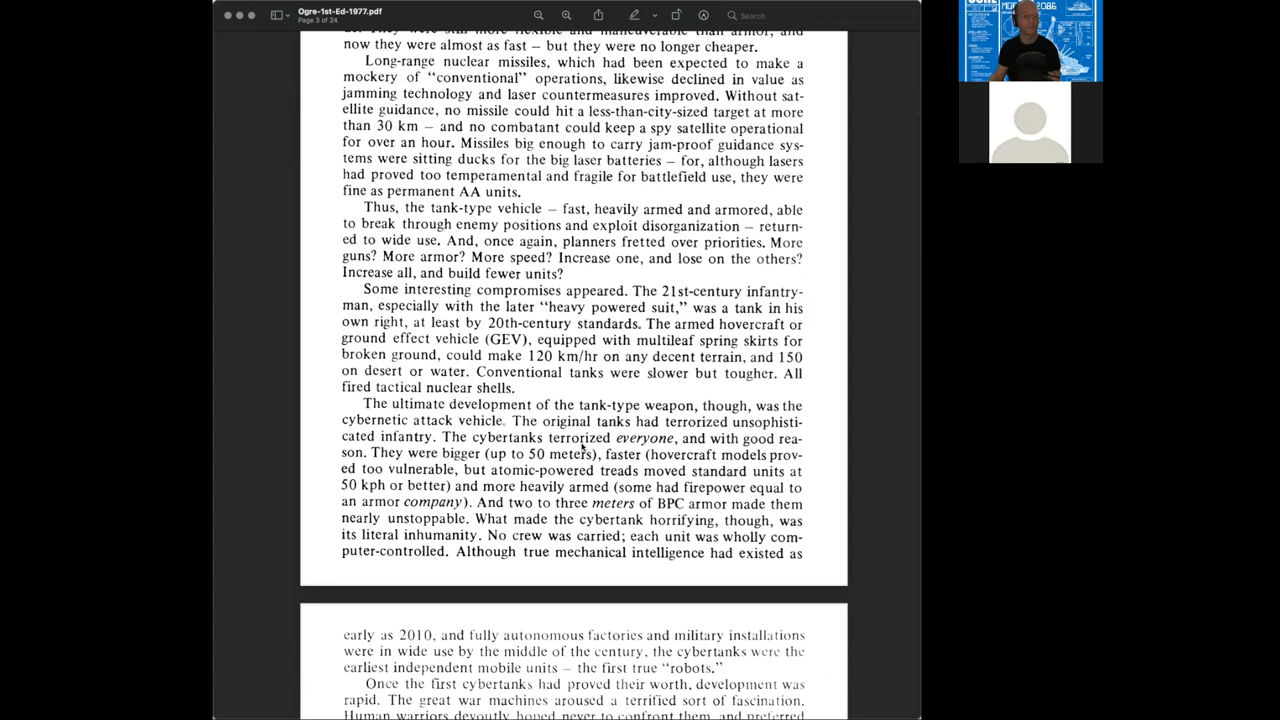 Ogre-1st-Ed-1977.pdf
Page 3 of 24
Search
now they were almost as fast – but they were no longer cheaper.
Long-range nuclear missiles, which had been expected to make a
mockery of “conventional” operations, likewise declined in value as
jamming technology and laser countermeasures improved. Without sat-
ellite guidance, no missile could hit a less-than-city-sized target at more
than 30 km – and no combatant could keep a spy satellite operational
for over an hour. Missiles big enough to carry jam-proof guidance sys-
tems were sitting ducks for the big laser batteries – for, although lasers
had proved too temperamental and fragile for battlefield use, they were
fine as permanent AA units.
Thus, the tank-type vehicle – fast, heavily armed and armored, able
to break through enemy positions and exploit disorganization – return-
ed to wide use. And, once again, planners fretted over priorities. More
guns? More armor? More speed? Increase one, and lose on the others?
Increase all, and build fewer units?
Some interesting compromises appeared. The 21st-century infantry-
man, especially with the later “heavy powered suit,” was a tank in his
own right, at least by 20th-century standards. The armed hovercraft or
ground effect vehicle (GEV), equipped with multileaf spring skirts for
broken ground, could make 120 km/hr on any decent terrain, and 150
on desert or water. Conventional tanks were slower but tougher. All
fired tactical nuclear shells.
The ultimate development of the tank-type weapon, though, was the
cybernetic attack vehicle. The original tanks had terrorized unsophisti-
cated infantry. The cybertanks terrorized everyone, and with good rea-
son. They were bigger (up to 50 meters), faster (hovercraft models prov-
ed too vulnerable, but atomic-powered treads moved standard units at
50 kph or better) and more heavily armed (some had firepower equal to
an armor company). And two to three meters of BPC armor made them
nearly unstoppable. What made the cybertank horrifying, though, was
its literal inhumanity. No crew was carried; each unit was wholly com-
puter-controlled. Although true mechanical intelligence had existed as
early as 2010, and fully autonomous factories and military installations
were in wide use by the middle of the century, the cybertanks were the
earliest independent mobile units – the first true “robots.”
Once the first cybertanks had proved their worth, development was
rapid. The great war machines aroused a terrified sort of fascination.
Human warriors devoutly hoped never to confront them, and preferred